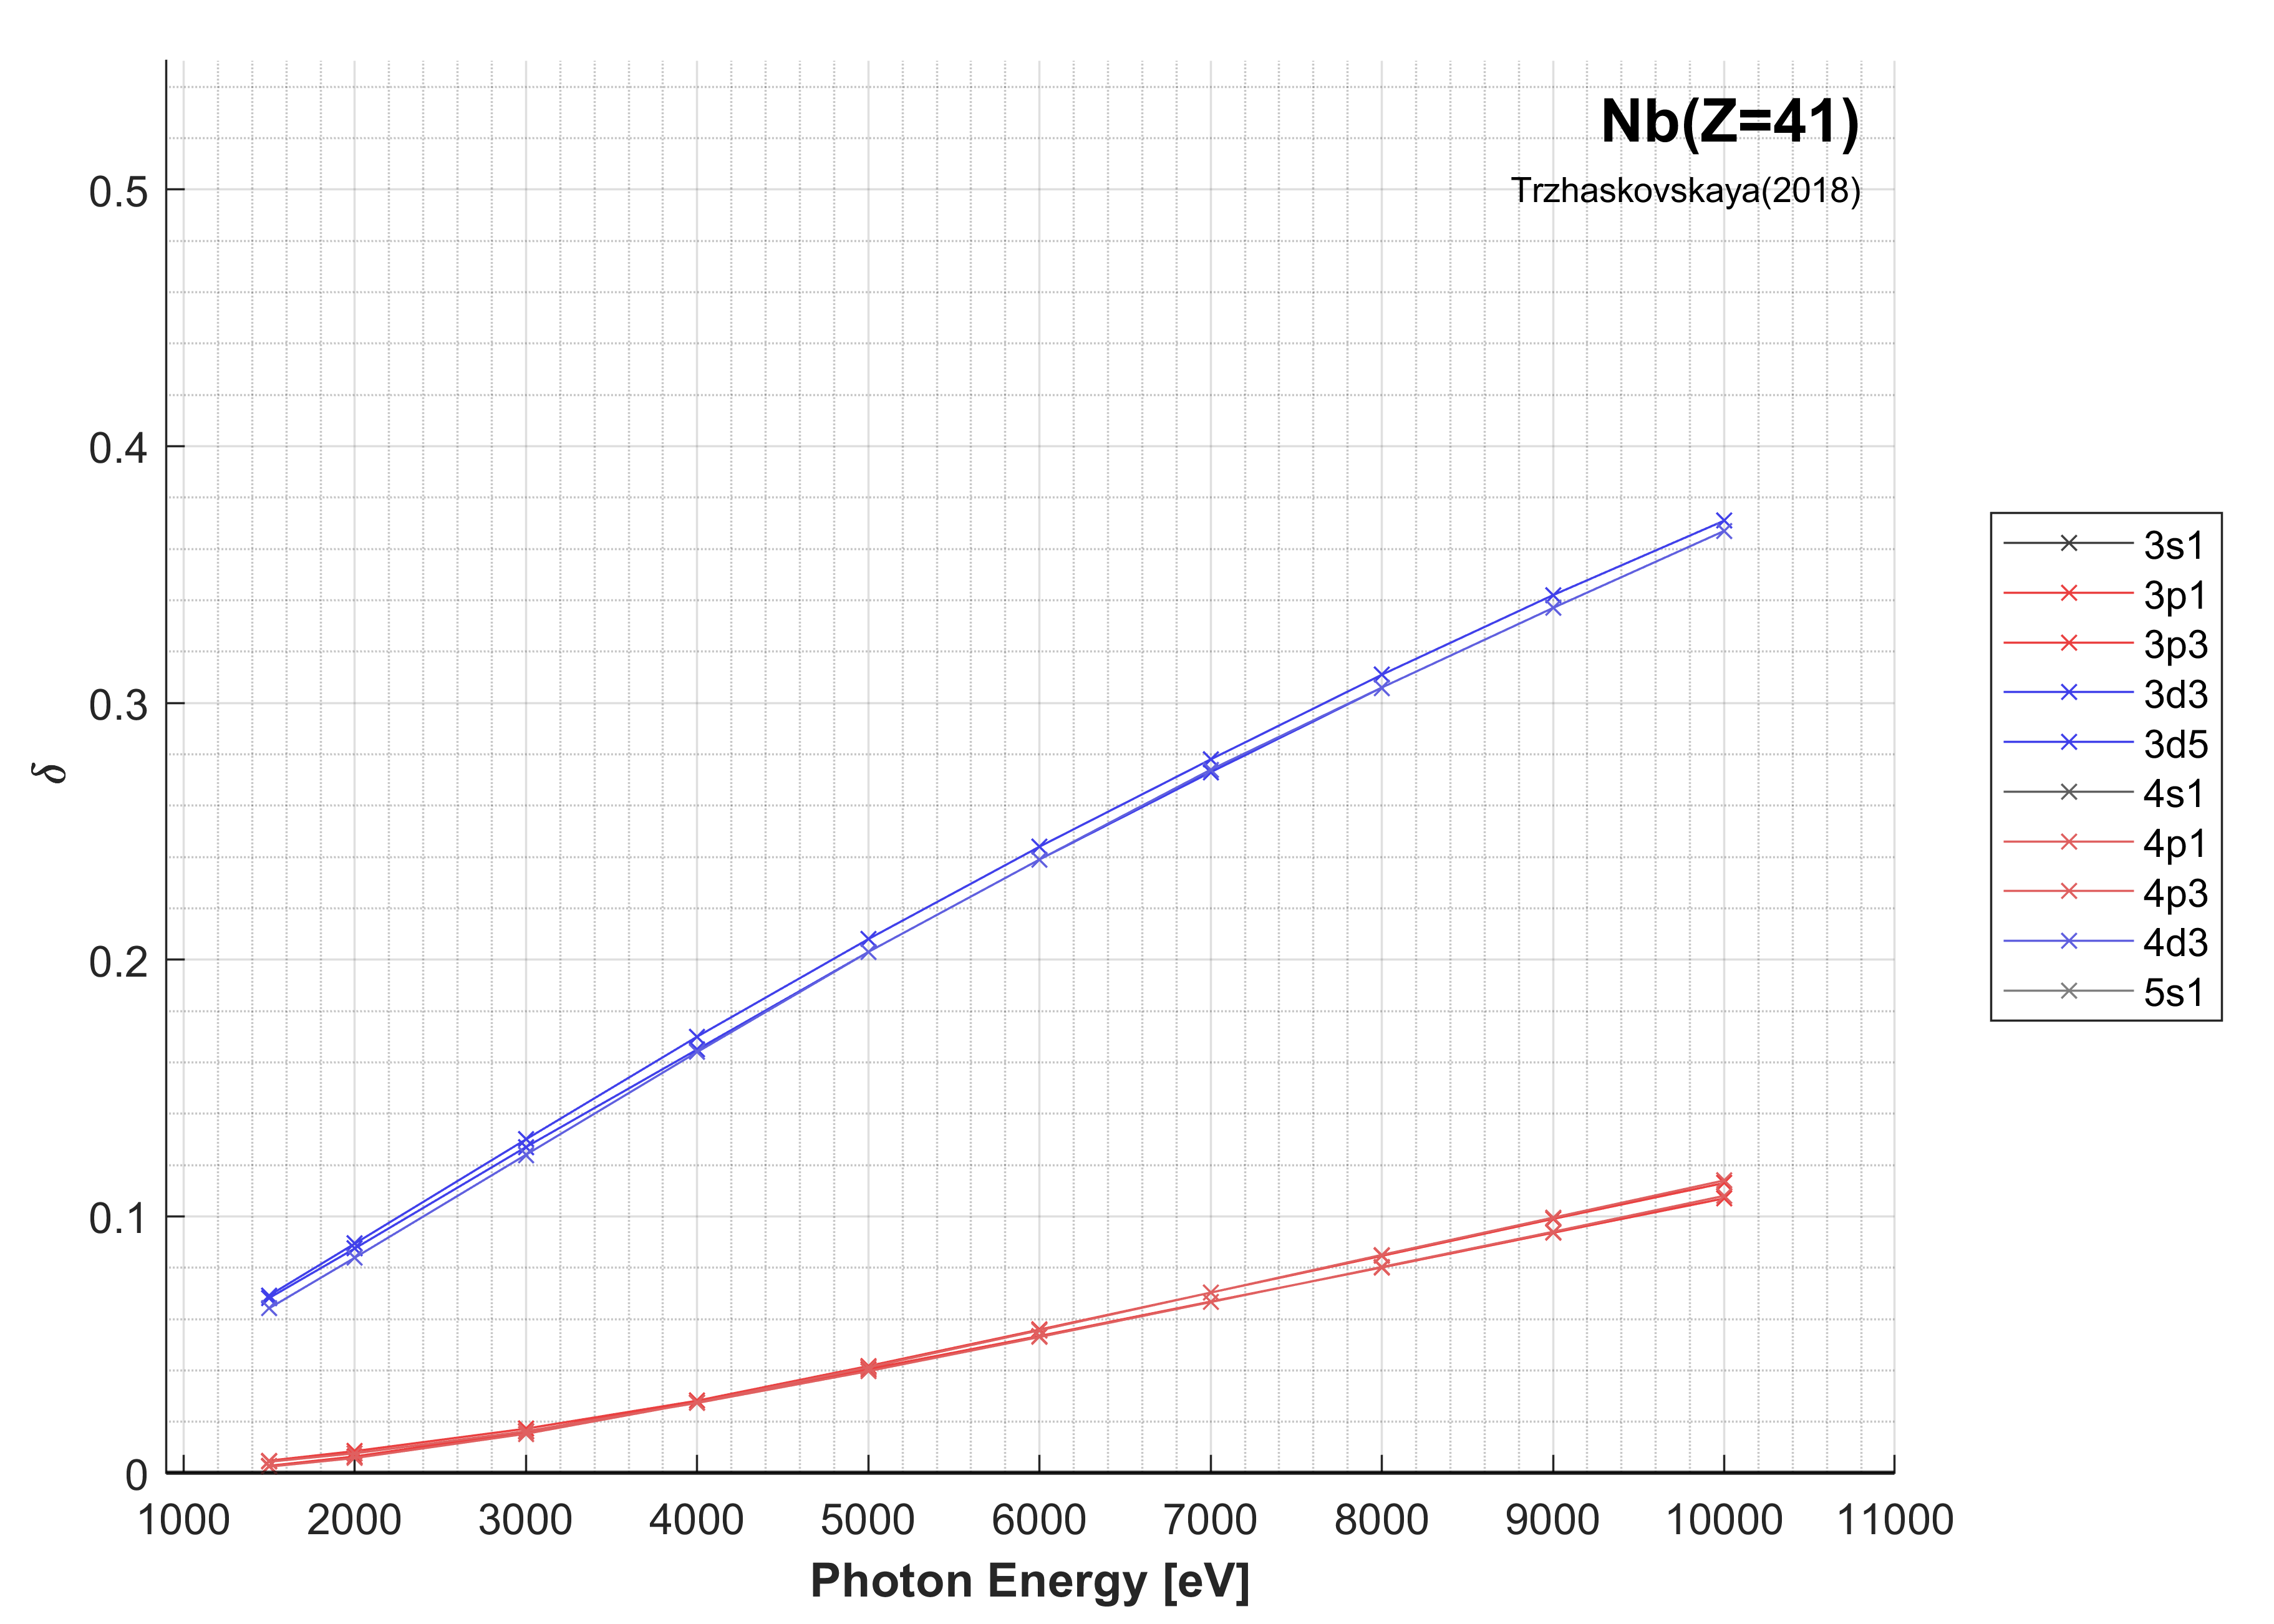 Nb(Z=41)
Trzhaskovskaya(2018)
0.5
0.4
0.3
0.2
0.1
0
δ
1000 2000 3000 4000 5000 6000 7000 8000 9000 10000 11000
Photon Energy [eV]
3s1
3p1
3p3
3d3
3d5
4s1
4p1
4p3
4d3
5s1